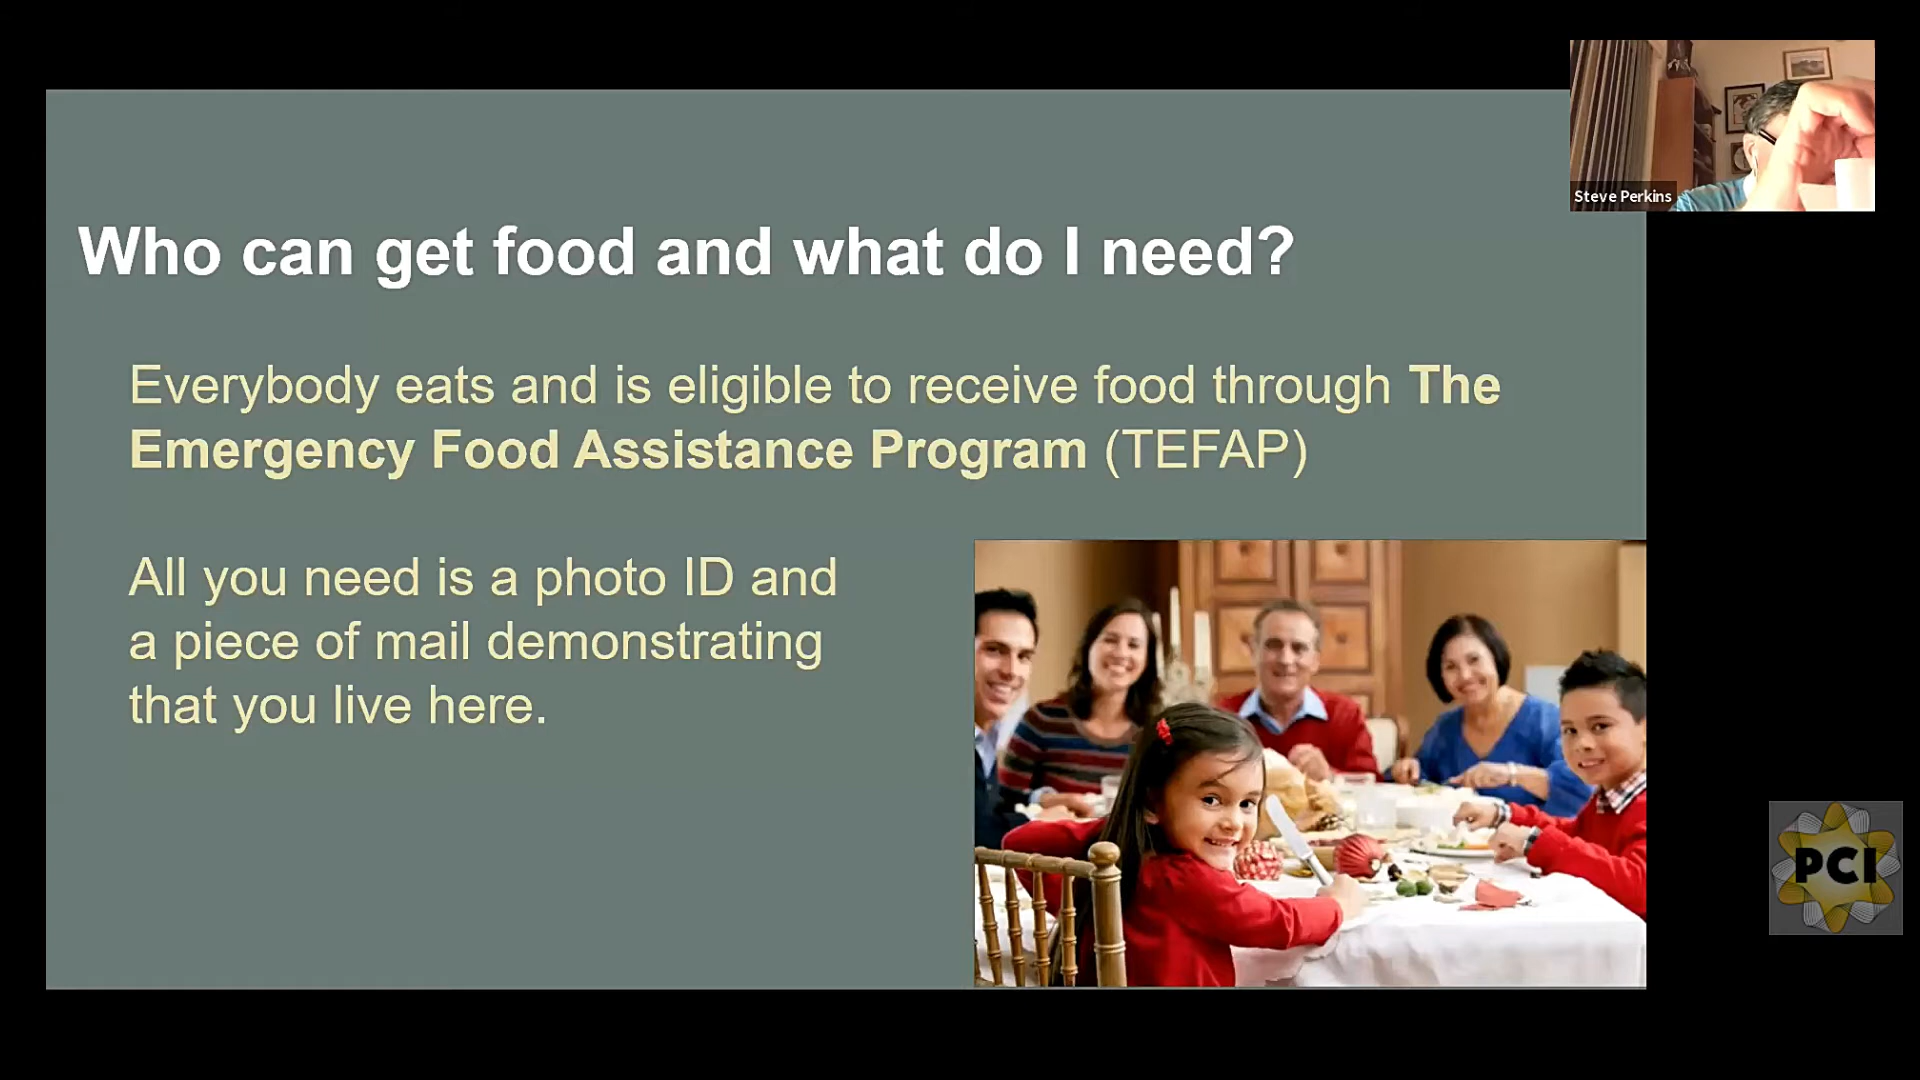 Steve Perkins
Who can get food and what do I need?
Everybody eats and is eligible to receive food through The
Emergency Food Assistance Program (TEFAP)
All you need is a photo ID and
a piece of mail demonstrating
that you live here.
PCI